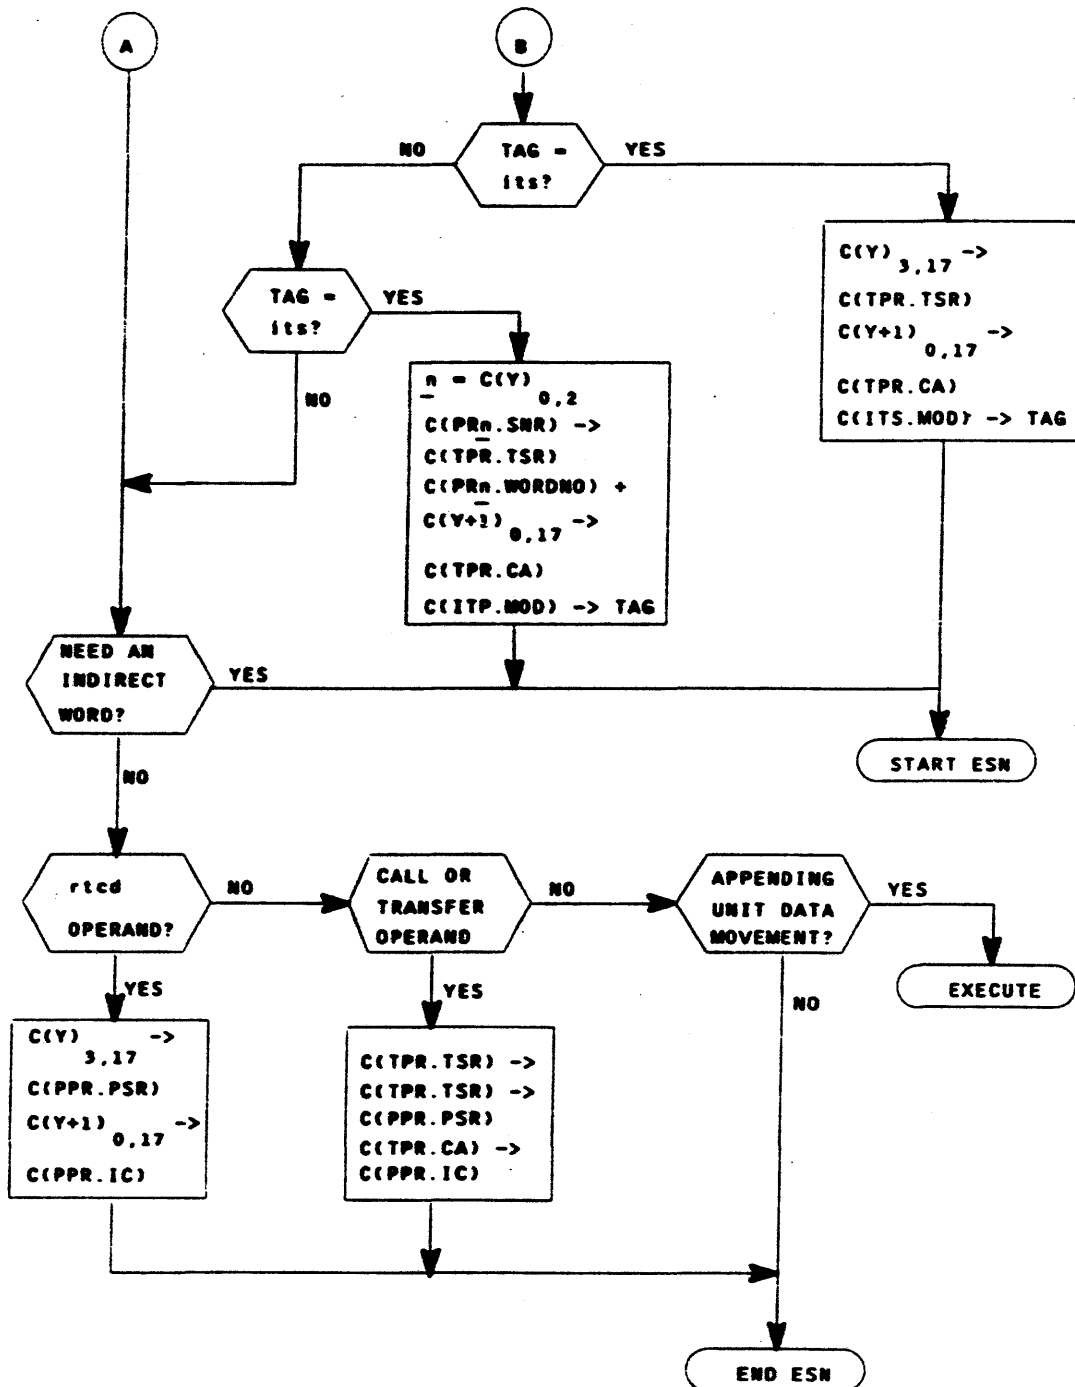 A
B
TAG =
its?
NO
YES
TAG =
its?
YES
NO
C(Y) 3,17 ->
C(TPR.TSR)
C(Y+1) 0,17 ->
C(TPR.CA)
C(ITS.MOD) -> TAG
n = C(Y) 0,2
C(PRn.SNR) ->
C(TPR.TSR)
C(PRn.WORDNO) +
C(Y+1) 0,17 ->
C(TPR.CA)
C(ITP.MOD) -> TAG
NEED AN
INDIRECT
WORD?
YES
NO
START ESN
rtcd
OPERAND?
NO
YES
CALL OR
TRANSFER
OPERAND
NO
YES
APPENDING
UNIT DATA
MOVEMENT?
YES
NO
EXECUTE
C(Y) 3,17 ->
C(PPR.PSR)
C(Y+1) 0,17 ->
C(PPR.IC)
C(TPR.TSR) ->
C(TPR.TSR) ->
C(PPR.PSR)
C(TPR.CA) ->
C(PPR.IC)
END ESN